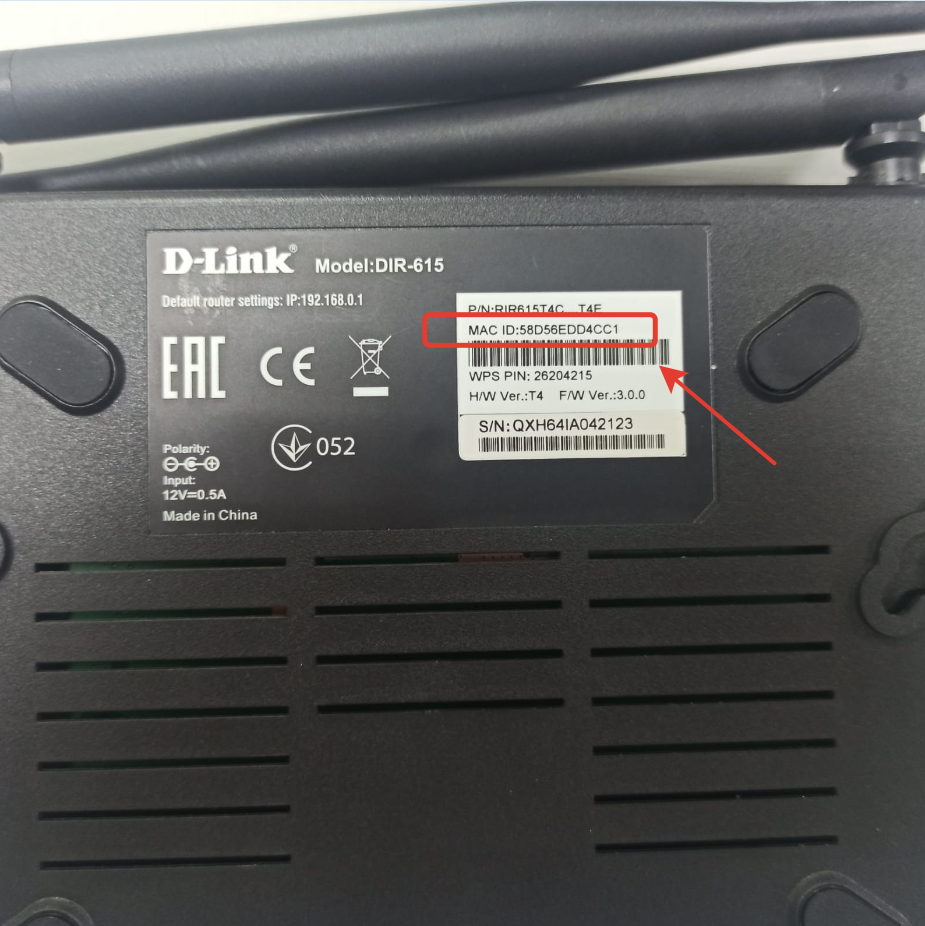 D-Link® Model:DIR-615
Default router settings: IP:192.168.0.1
P/N:RIR615T4C...T4E
MAC ID:58D56EDD4CC1
EAC CE
WPS PIN: 26204215
H/W Ver.:T4 F/W Ver.:3.0.0
S/N:QXH64IA042123
052
Polarity:
Input:
12V=0.5A
Made in China